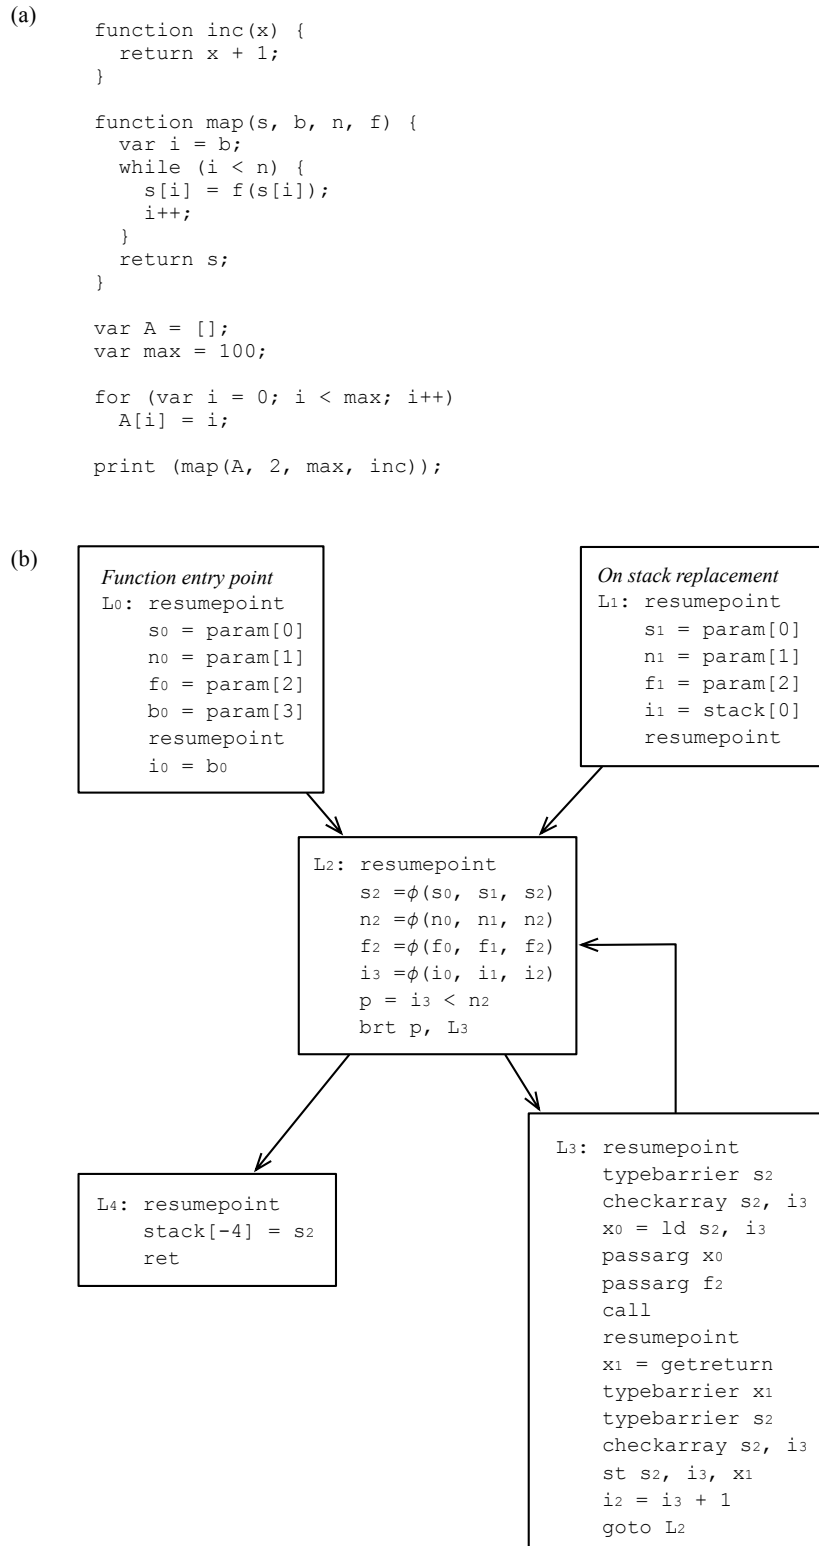 (a)
function inc(x) {
  return x + 1;
}
function map(s, b, n, f) {
  var i = b;
  while (i < n) {
    s[i] = f(s[i]);
    i++;
  }
  return s;
}
var A = [];
var max = 100;
for (var i = 0; i < max; i++)
  A[i] = i;
print (map(A, 2, max, inc));
(b)
Function entry point
L0: resumepoint
s0 = param[0]
n0 = param[1]
f0 = param[2]
b0 = param[3]
resumepoint
i0 = b0
On stack replacement
L1: resumepoint
s1 = param[0]
n1 = param[1]
f1 = param[2]
i1 = stack[0]
resumepoint
L2: resumepoint
s2 =ϕ(s0, s1, s2)
n2 =ϕ(n0, n1, n2)
f2 =ϕ(f0, f1, f2)
i3 =ϕ(i0, i1, i2)
p = i3 < n2
brt p, L3
L4: resumepoint
stack[-4] = s2
ret
L3: resumepoint
typebarrier s2
checkarray s2, i3
x0 = ld s2, i3
passarg x0
passarg f2
call
resumepoint
x1 = getreturn
typebarrier x1
typebarrier s2
checkarray s2, i3
st s2, i3, x1
i2 = i3 + 1
goto L2